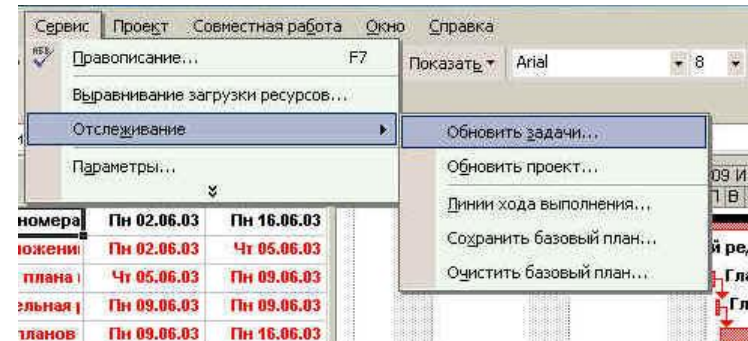 Сервис Проект Совместная работа Окно Справка
Правописание... F7 Показать Arial 8
Выравнивание загрузки ресурсов...
Отслеживание Обновить задачи...
Параметры... Обновить проект... 09 И
Линии хода выполнения... П В
номера Пн 02.06.03 Пн 16.06.03 Сохранить базовый план...
Пн 02.06.03 Чт 05.06.03
плана Чт 05.06.03 Пн 09.06.03 Очистить базовый план... Гла
Пн 09.06.03 Пн 09.06.03 Гл
планов Пн 09.06.03 Пн 16.06.03